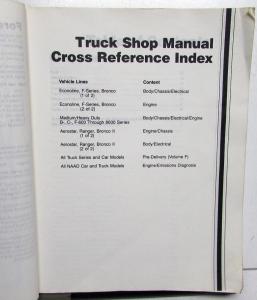 Truck Shop Manual
Cross Reference Index
Vehicle Lines Content
Econoline, F-Series, Bronco Body/Chassis/Electrical
(1 of 2)
Econoline, F-Series, Bronco Engine
(2 of 2)
Medium/Heavy Duty Body/Chassis/Electrical/Engine
B-, C-, F-600 Through 8000 Series
Aerostar, Ranger, Bronco II Engine/Chassis
(1 of 2)
Aerostar, Ranger, Bronco II Body/Electrical
(2 of 2)
All Truck Series and Car Models Pre-Delivery (Volume F)
All NAAO Car and Truck Models Engine/Emissions Diagnosis